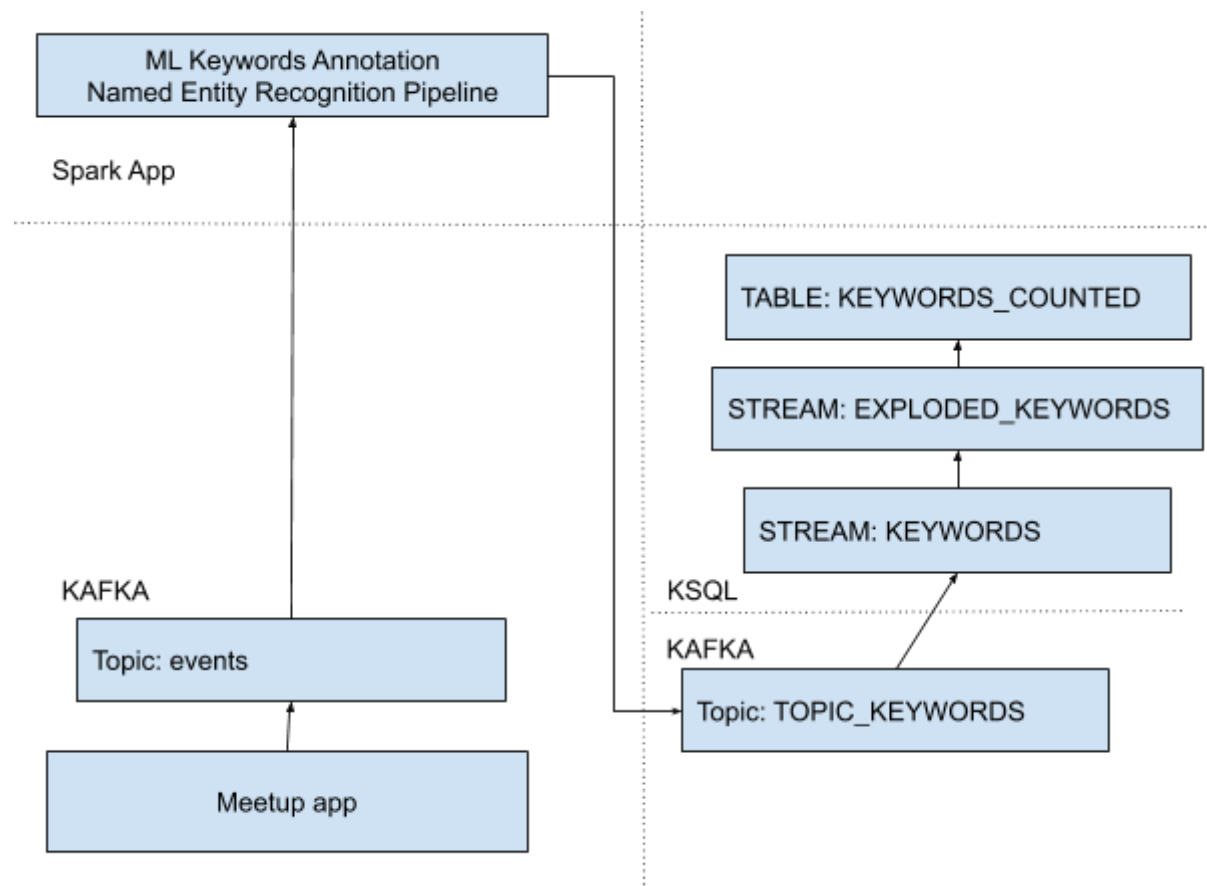 ML Keywords Annotation
Named Entity Recognition Pipeline
Spark App
TABLE: KEYWORDS_COUNTED
STREAM: EXPLODED_KEYWORDS
STREAM: KEYWORDS
KSQL
KAFKA
Topic: events
KAFKA
Topic: TOPIC_KEYWORDS
Meetup app